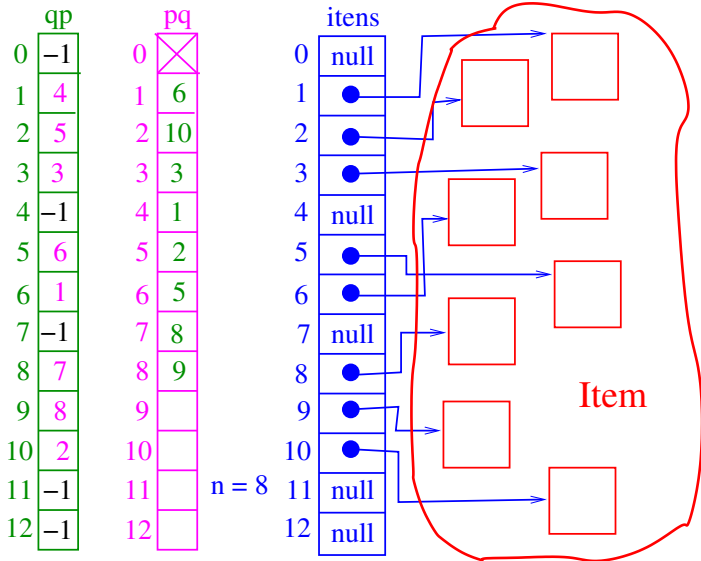 qp pq itens
0 −1 0 0 null
1 4 1 6 1
2 5 2 10 2
3 3 3 3 3
4 −1 4 1 4 null
5 6 5 2 5
6 1 6 5 6
7 −1 7 8 7 null
8 7 8 9 8
9 8 9 9
Item
10 2 10 10
11 −1 11 n = 8 11 null
12 −1 12 12 null